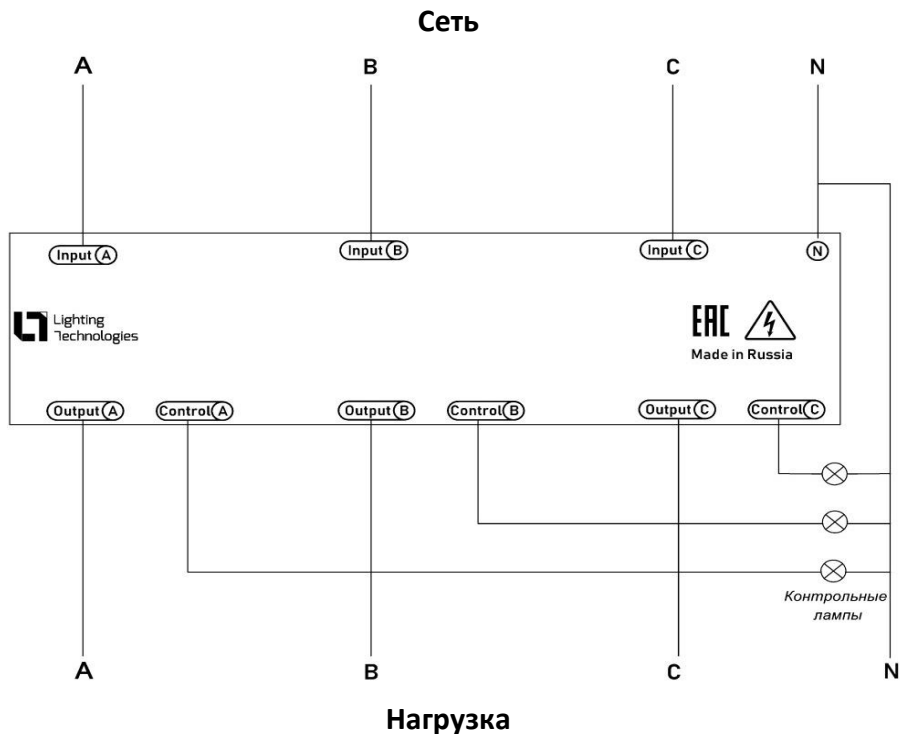 Сеть
A B C N
Input A Input B Input C N
Lighting
Technologies
EAC
Made in Russia
Output A Control A Output B Control B Output C Control C
Контрольные
лампы
A B C N
Нагрузка